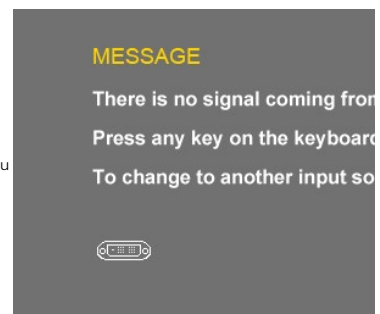 MESSAGE
There is no signal coming from
Press any key on the keyboard
u
To change to another input so